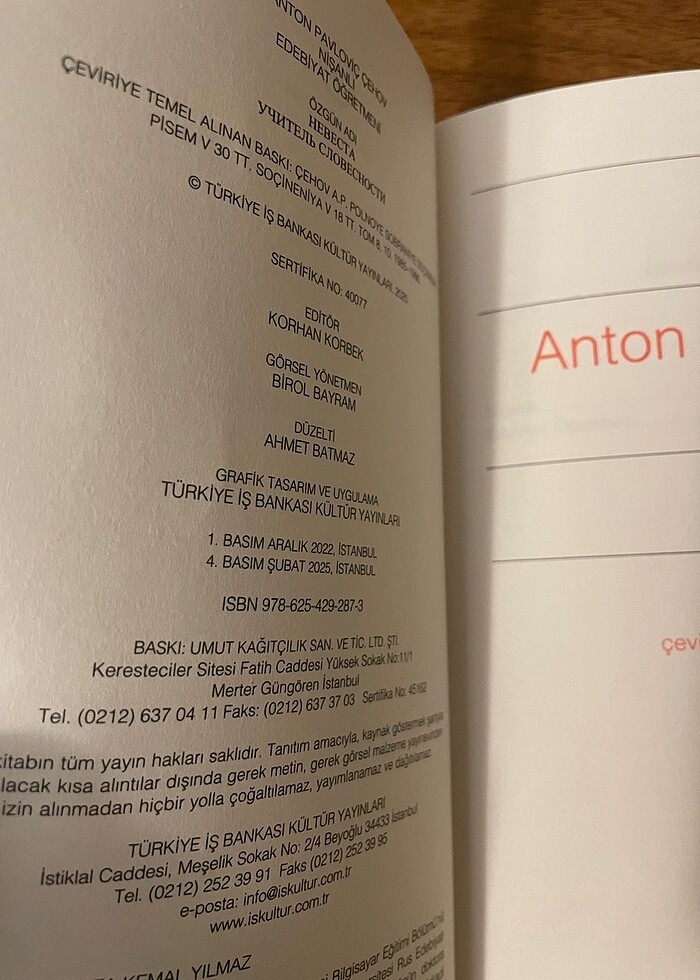 ANTON PAVLOVİÇ ÇEHOV
NİŞANLI
EDEBİYAT ÖĞRETMENİ
ÖZGÜN ADI
НЕВЕСТА
УЧИТЕЛЬ СЛОВЕСНОСТИ
ÇEVİRİYE TEMEL ALINAN BASKI: ÇEHOV A.P. POLNOYE SOBRANİYE
PİSEM V 30 TT. SOÇİNENİYA V 18 TT. TOM 8, 10,
© TÜRKİYE İŞ BANKASI KÜLTÜR YAYINLARI, 2020
SERTİFİKA NO: 40077
EDİTÖR
KORHAN KORBEK
GÖRSEL YÖNETMEN
BİROL BAYRAM
DÜZELTİ
AHMET BATMAZ
GRAFİK TASARIM VE UYGULAMA
TÜRKİYE İŞ BANKASI KÜLTÜR YAYINLARI
1. BASIM ARALIK 2022, İSTANBUL
4. BASIM ŞUBAT 2025, İSTANBUL
ISBN 978-625-429-287-3
BASKI: UMUT KAĞITÇILIK SAN. VE TİC. LTD. ŞTİ.
Keresteciler Sitesi Fatih Caddesi Yüksek Sokak No:11/1
Merter Güngören İstanbul
Tel. (0212) 637 04 11 Faks: (0212) 637 37 03 Sertifika No: 45162
kitabın tüm yayın hakları saklıdır. Tanıtım amacıyla, kaynak göstermek şartıyla
lacak kısa alıntılar dışında gerek metin, gerek görsel malzeme yayınevinden
izin alınmadan hiçbir yolla çoğaltılamaz, yayımlanamaz ve dağıtılamaz.
TÜRKİYE İŞ BANKASI KÜLTÜR YAYINLARI
İstiklal Caddesi, Meşelik Sokak No: 2/4 Beyoğlu 34433 İstanbul
Tel. (0212) 252 39 91 Faks (0212) 252 39 95
e-posta: info@iskultur.com.tr
www.iskultur.com.tr
KEMAL YILMAZ
Bilgisayar Eğitimi Bölümü'nü
Rus Edebiyatı
doktora
Anton
çevi